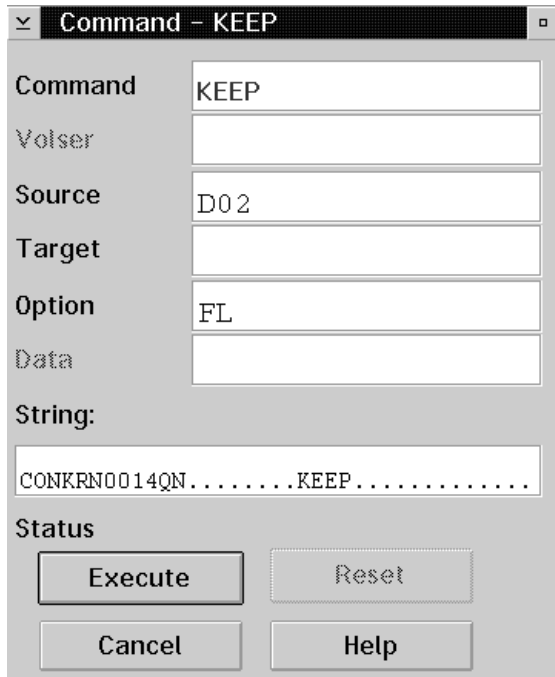 Command - KEEP
Command KEEP
Volser
Source D02
Target
Option FL
Data
String:
CONKRN0014QN........KEEP.............
Status
Execute Reset
Cancel Help